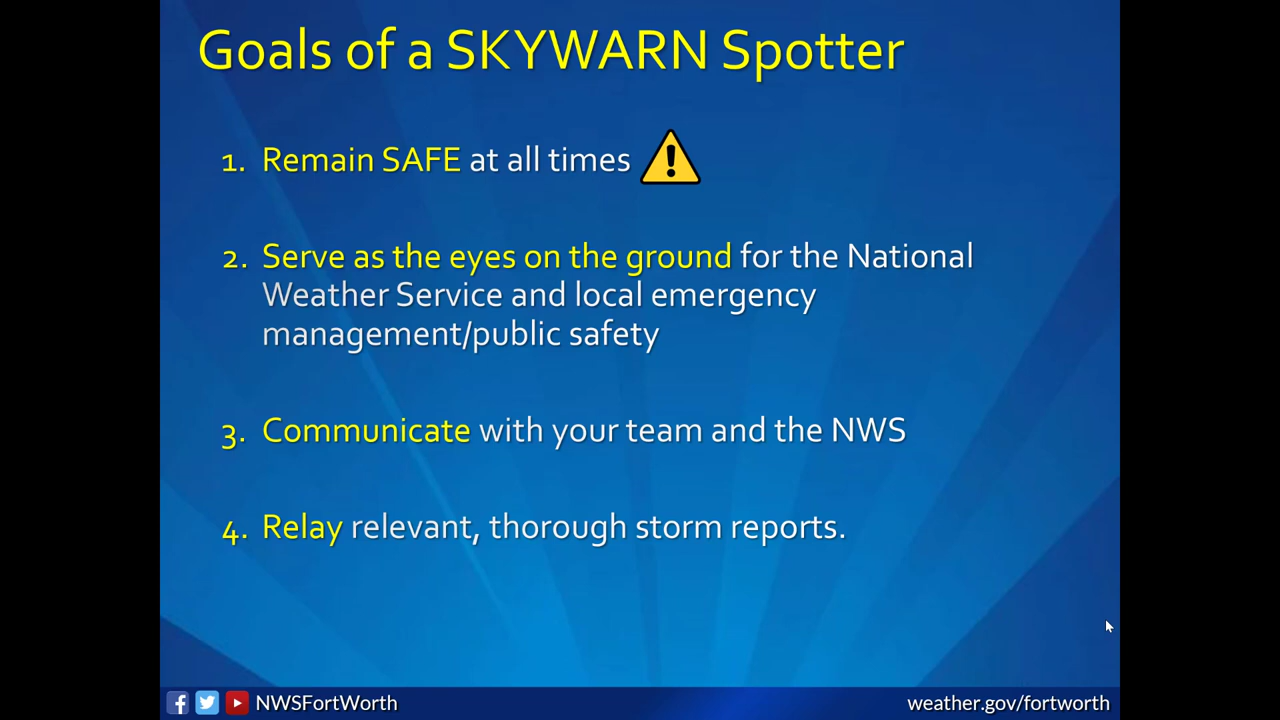 Goals of a SKYWARN Spotter
1. Remain SAFE at all times
2. Serve as the eyes on the ground for the National
Weather Service and local emergency
management/public safety
3. Communicate with your team and the NWS
4. Relay relevant, thorough storm reports.
NWSFortWorth
weather.gov/fortworth